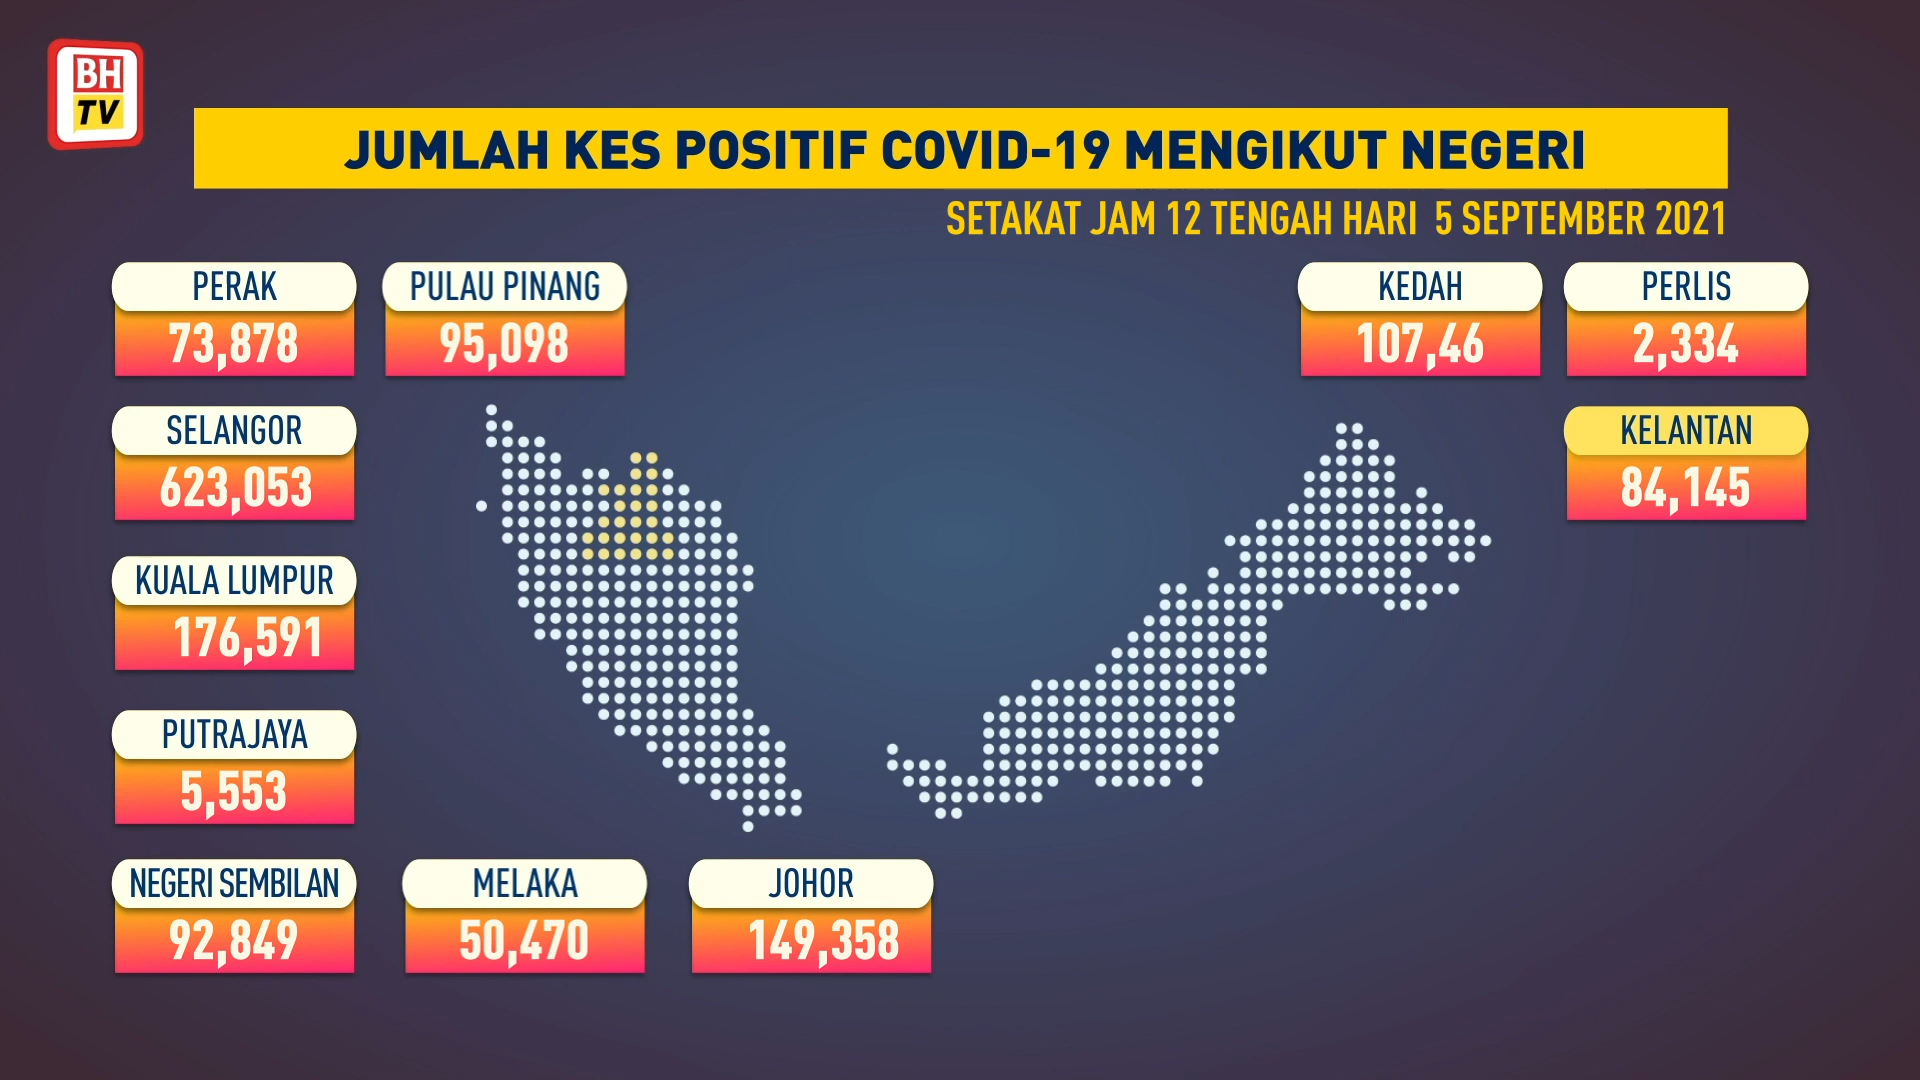 BH
TV
JUMLAH KES POSITIF COVID-19 MENGIKUT NEGERI
SETAKAT JAM 12 TENGAH HARI 5 SEPTEMBER 2021
PERAK
73,878
PULAU PINANG
95,098
KEDAH
107,46
PERLIS
2,334
SELANGOR
623,053
KELANTAN
84,145
KUALA LUMPUR
176,591
PUTRAJAYA
5,553
NEGERI SEMBILAN
92,849
MELAKA
50,470
JOHOR
149,358